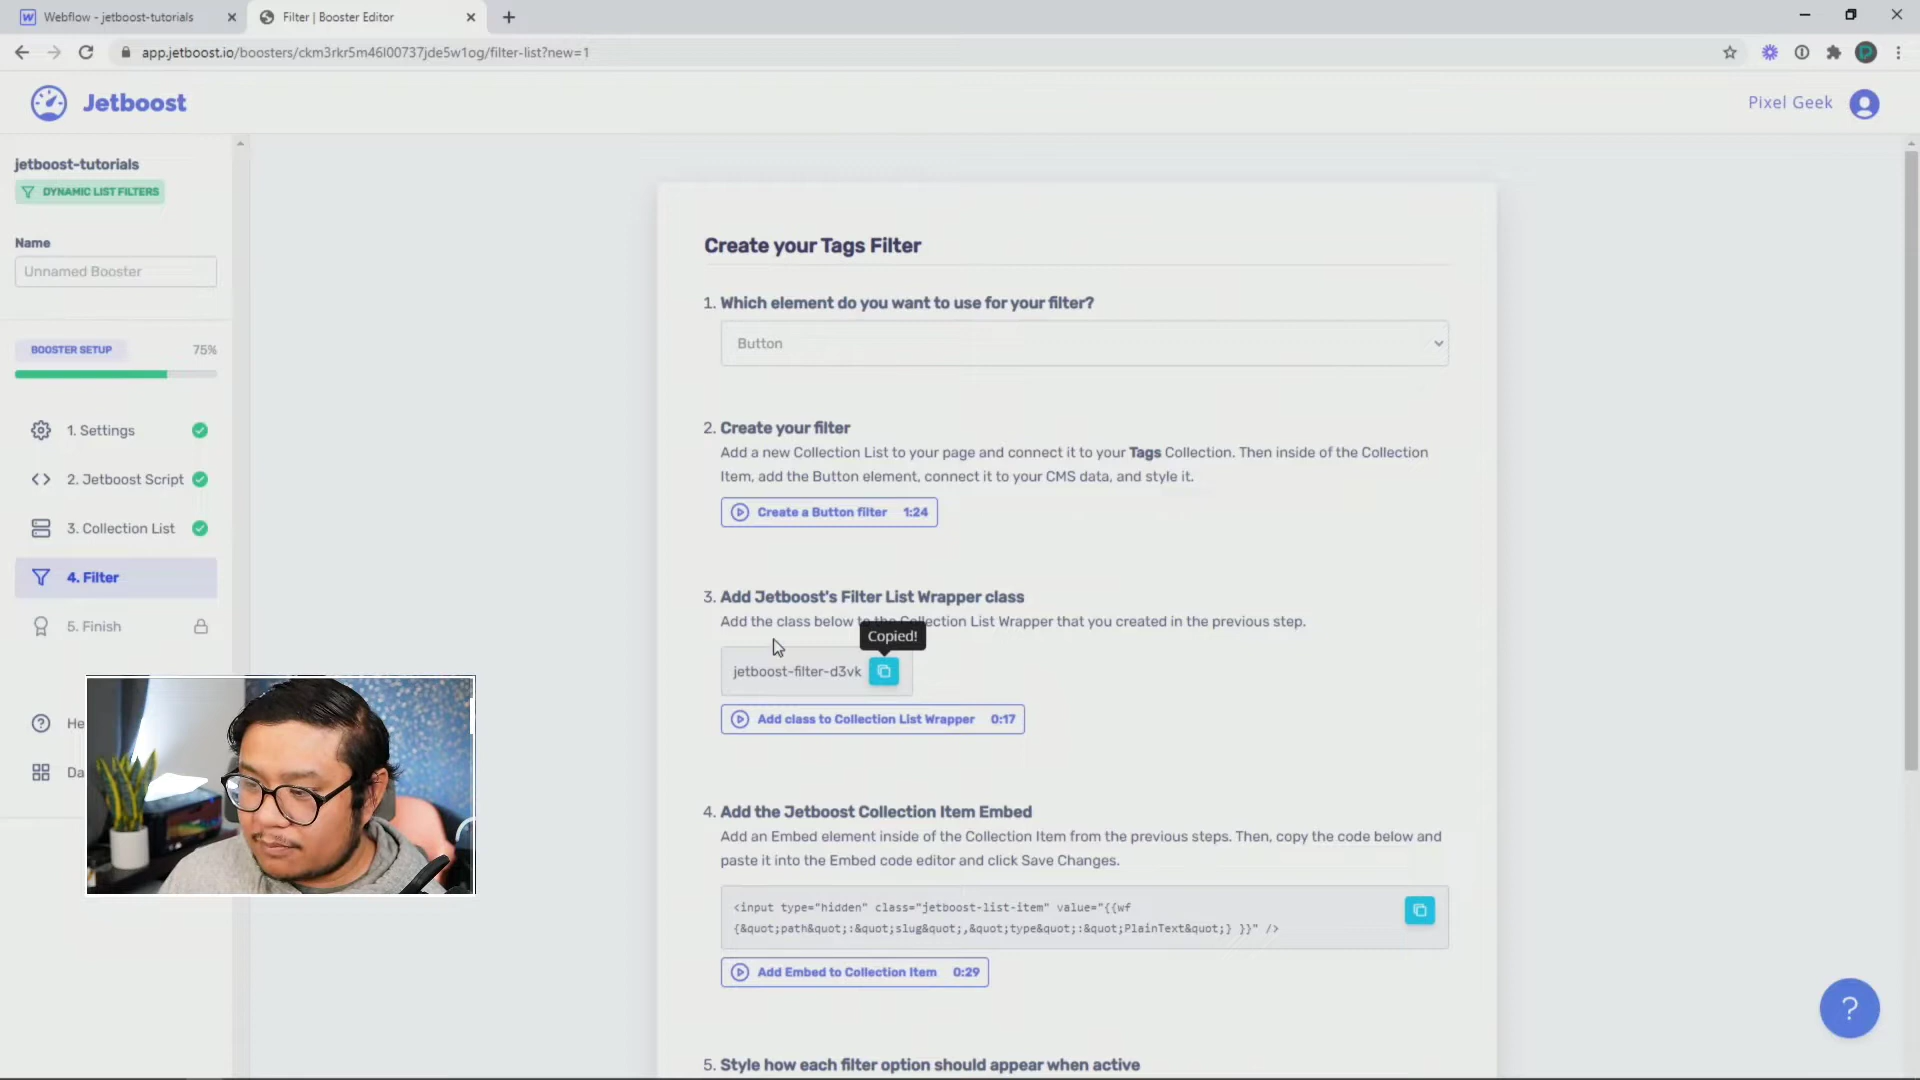 Webflow - jetboost-tutorials
Filter | Booster Editor
app.jetboost.io/boosters/ckm3rkr5m46l00737jde5w1og/filter-list?new=1
Jetboost
Pixel Geek
jetboost-tutorials
DYNAMIC LIST FILTERS
Name
Unnamed Booster
BOOSTER SETUP 75%
1. Settings
2. Jetboost Script
3. Collection List
4. Filter
5. Finish
He
Da
Create your Tags Filter
1. Which element do you want to use for your filter?
Button
2. Create your filter
Add a new Collection List to your page and connect it to your Tags Collection. Then inside of the Collection
Item, add the Button element, connect it to your CMS data, and style it.
Create a Button filter 1:24
3. Add Jetboost's Filter List Wrapper class
Add the class below to the Collection List Wrapper that you created in the previous step.
Copied!
jetboost-filter-d3vk
Add class to Collection List Wrapper 0:17
4. Add the Jetboost Collection Item Embed
Add an Embed element inside of the Collection Item from the previous steps. Then, copy the code below and
paste it into the Embed code editor and click Save Changes.
<input type="hidden" class="jetboost-list-item" value="{{wf
{&quot;path&quot;:&quot;slug&quot;,&quot;type&quot;:&quot;PlainText&quot;} }}" />
Add Embed to Collection Item 0:29
5. Style how each filter option should appear when active
?